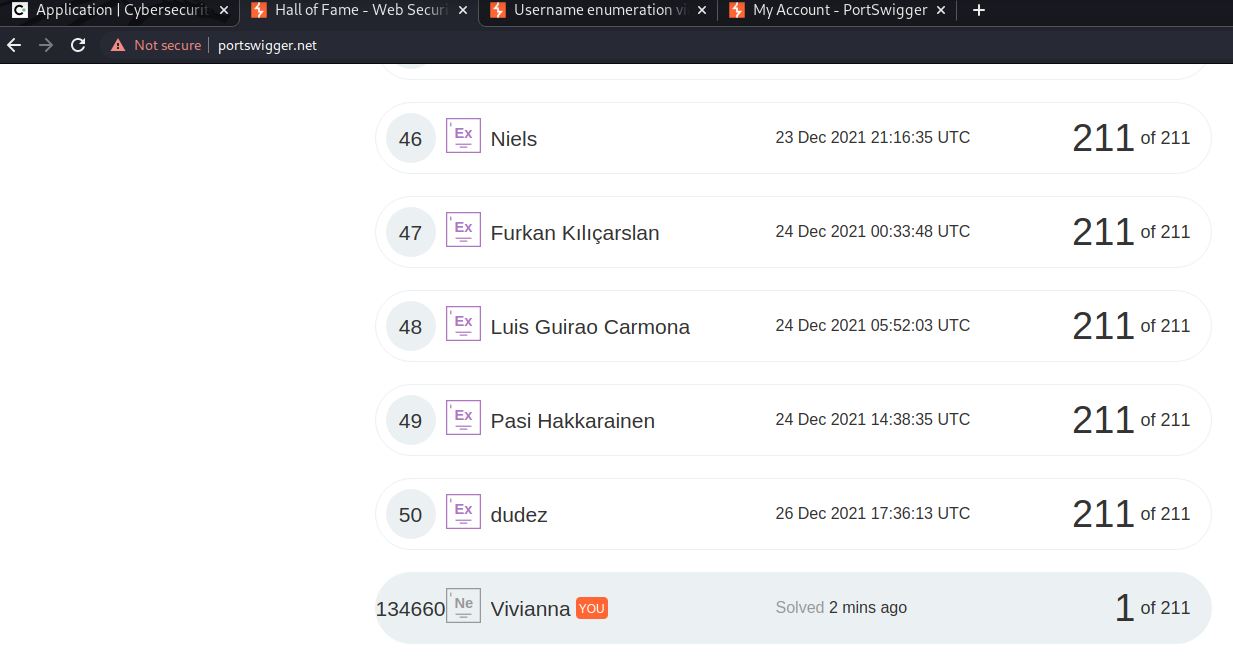 Application | Cybersecurit
Hall of Fame - Web Securi
Username enumeration vi
My Account - PortSwigger
Not secure portswigger.net
46 Ex Niels 23 Dec 2021 21:16:35 UTC 211 of 211
47 Ex Furkan Kılıçarslan 24 Dec 2021 00:33:48 UTC 211 of 211
48 Ex Luis Guirao Carmona 24 Dec 2021 05:52:03 UTC 211 of 211
49 Ex Pasi Hakkarainen 24 Dec 2021 14:38:35 UTC 211 of 211
50 Ex dudez 26 Dec 2021 17:36:13 UTC 211 of 211
134660 Ne Vivianna YOU Solved 2 mins ago 1 of 211